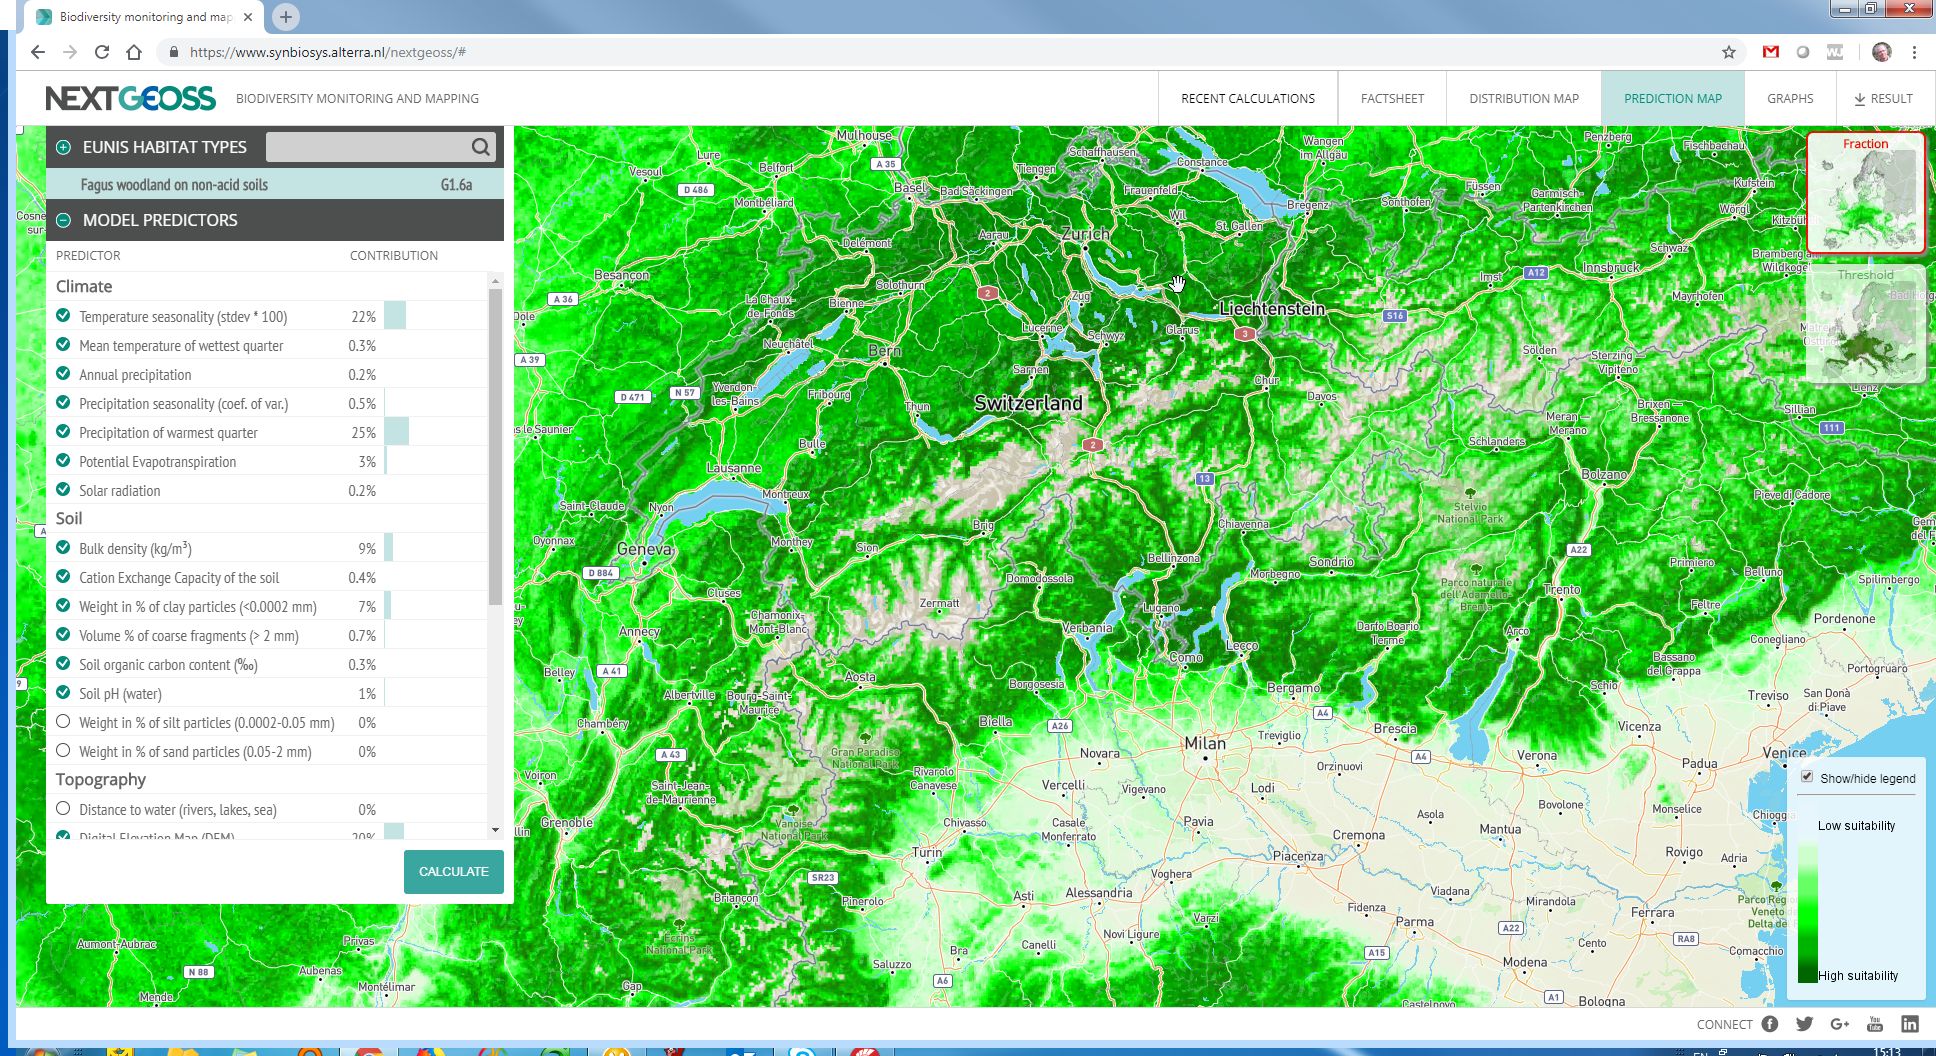 Biodiversity monitoring and map
https://www.synbiosys.alterra.nl/nextgeoss/#
NEXTGEOSS BIODIVERSITY MONITORING AND MAPPING
RECENT CALCULATIONS FACTSHEET DISTRIBUTION MAP PREDICTION MAP GRAPHS RESULT
EUNIS HABITAT TYPES
Fagus woodland on non-acid soils G1.6a
MODEL PREDICTORS
PREDICTOR CONTRIBUTION
Climate
Temperature seasonality (stdev * 100) 22%
Mean temperature of wettest quarter 0.3%
Annual precipitation 0.2%
Precipitation seasonality (coef. of var.) 0.5%
Precipitation of warmest quarter 25%
Potential Evapotranspiration 3%
Solar radiation 0.2%
Soil
Bulk density (kg/m³) 9%
Cation Exchange Capacity of the soil 0.4%
Weight in % of clay particles (<0.0002 mm) 7%
Volume % of coarse fragments (> 2 mm) 0.7%
Soil organic carbon content (‰) 0.3%
Soil pH (water) 1%
Weight in % of silt particles (0.0002-0.05 mm) 0%
Weight in % of sand particles (0.05-2 mm) 0%
Topography
Distance to water (rivers, lakes, sea) 0%
Digital Elevation Map (DEM) 20%
CALCULATE
Mulhouse
Lure
Belfort
Vesoul
A 35
D 486
Montbéliard
Basel
Bad Säckingen
Tiengen
Schaffhausen
Constance
Frauenfeld
Wil
St. Gallen
Bregenz
Wangen
im Allgäu
Sonthofen
Füssen
Garmisch-
Partenkirchen
Penzberg
Fischbachau
Kufstein
Wörgl
Schwaz
Innsbruck
A12
Imst
Mayrhofen
Delémont
Aarau
Zurich
Besançon
A 36
Dole
La Chaux-
de-Fonds
Bienne
Solothurn
2
Zug
Lucerne
Schwyz
Glarus
Liechtenstein
3
S16
Neuchâtel
Bern
Sarnen
A 39
D 471
N 57
Yverdon-
les-Bains
Fribourg
Thun
Switzerland
Chur
Davos
Sölden
Sterzing —
Vipiteno
Meran —
Merano
Brixen —
Bressanone
Lienz
Sillian
111
Schlanders
Bolzano
Bulle
2
13
Lausanne
Montreux
Saint-Claude
Nyon
Oyonnax
Geneva
Monthey
Sion
Brig
Chiavenna
Stelvio
National Park
Pieve di Cadore
A22
D 884
Cluses
Bellinzona
Domodossola
Morbegno
Sondrio
Parco naturale
dell'Adamello-
Brenta
Trento
Primiero
Belluno
Spilimbergo
Feltre
Pordenone
Chamonix-
Mont-Blanc
Zermatt
Annecy
Verbania
Lugano
Lecco
Como
Darfo Boario
Terme
Arco
Conegliano
Bassano
del Grappa
Portogruaro
Belley
A 41
Albertville
Bourg-Saint-
Maurice
Aosta
Borgosesia
Bergamo
A4
Schio
Treviso
San Donà
di Piave
Chambéry
Biella
A26
Milan
Treviglio
Brescia
Vicenza
Venice
A 43
Gran Paradiso
National Park
Novara
Orzinuovi
A4
Verona
Padua
Voiron
Saint-Jean-
de-Maurienne
Rivarolo
Canavese
Vercelli
Vigevano
Lodi
Bovolone
Monselice
Grenoble
Vanoise
National Park
Chivasso
Casale
Monferrato
Pavia
Cremona
Asola
Mantua
Chioggia
Turin
Piacenza
Rovigo
Adria
SR23
Voghera
Briançon
Pinerolo
Asti
Alessandria
Viadana
Mirandola
Ferrara
Écrins
National Park
Varzi
Fidenza
Parma
A22
RA8
Bra
Canelli
Novi Ligure
Cento
Comacchio
Aumont-Aubrac
Privas
N 88
Aubenas
Montélimar
Mende
Gap
Saluzzo
A6
A15
Modena
A1
Bologna
Castelnovo
Fraction
Threshold
Show/hide legend
Low suitability
High suitability
CONNECT
EN
15:13